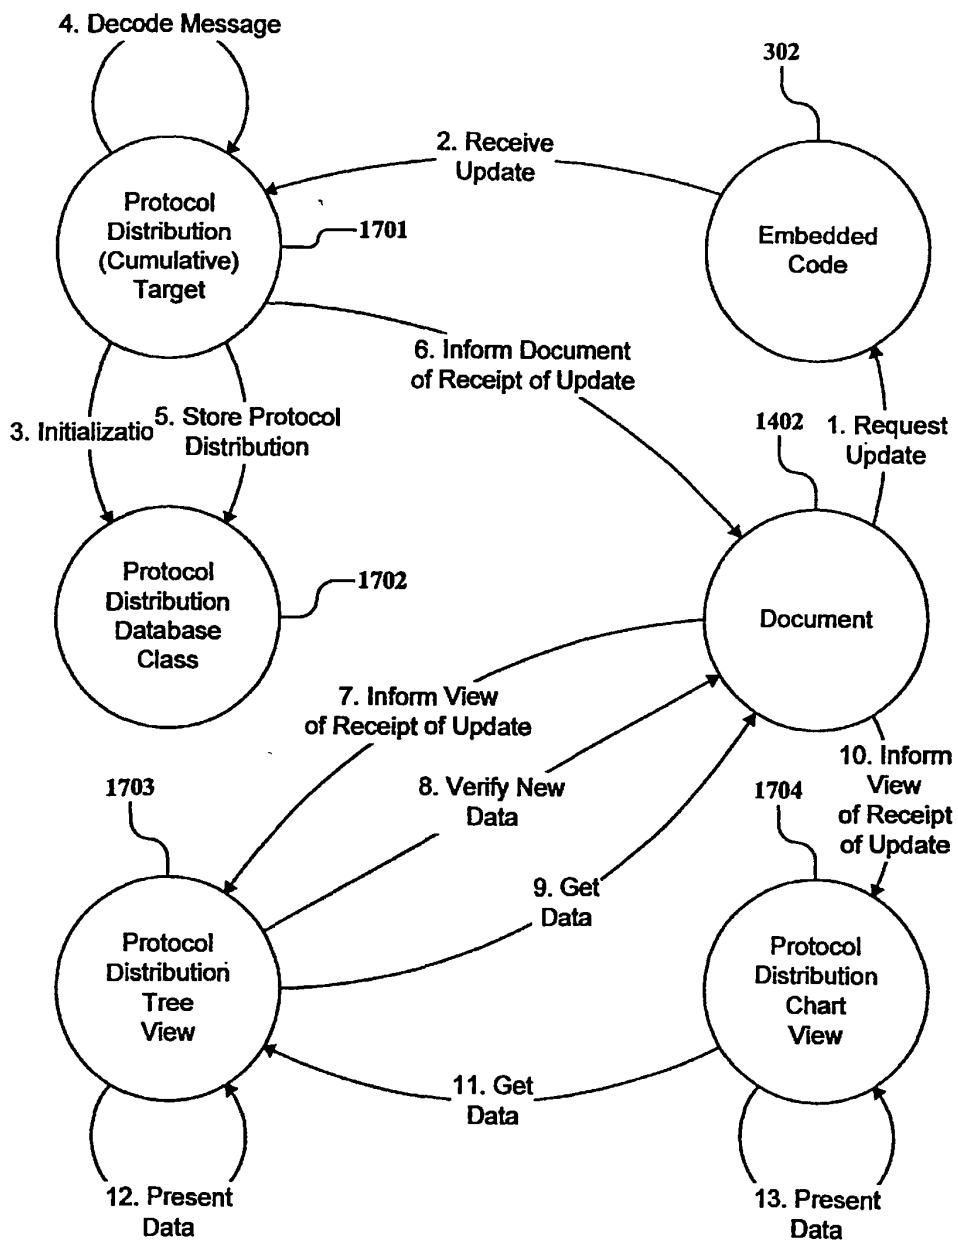 4. Decode Message
302
2. Receive
Update
Protocol
Distribution
(Cumulative)
Target
1701
Embedded
Code
6. Inform Document
of Receipt of Update
3. Initializatio
5. Store Protocol
Distribution
1402
1. Request
Update
Protocol
Distribution
Database
Class
1702
Document
7. Inform View
of Receipt of Update
10. Inform
View
of Receipt
of Update
8. Verify New
Data
1703
1704
9. Get
Data
Protocol
Distribution
Tree
View
Protocol
Distribution
Chart
View
11. Get
Data
12. Present
Data
13. Present
Data